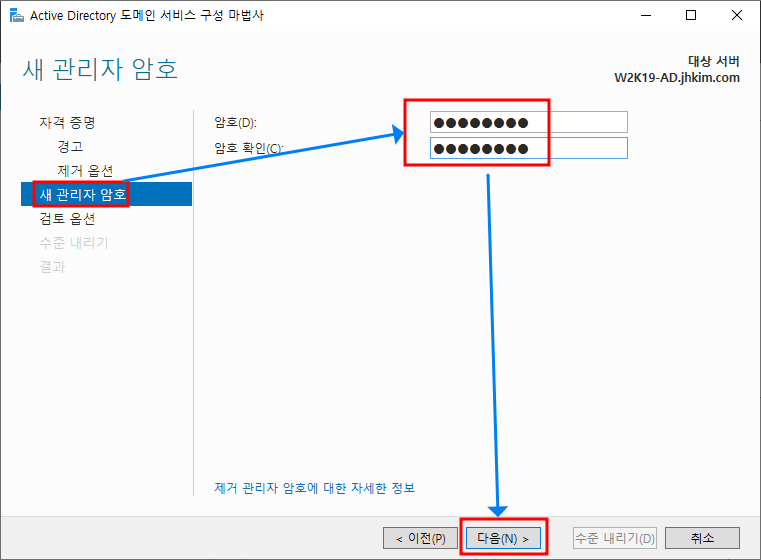 Active Directory 도메인 서비스 구성 마법사
새 관리자 암호
대상 서버
W2K19-AD.jhkim.com
자격 증명
경고
제거 옵션
새 관리자 암호
검토 옵션
수준 내리기
결과
암호(D):
●●●●●●●●
암호 확인(C):
●●●●●●●●
제거 관리자 암호에 대한 자세한 정보
< 이전(P)
다음(N) >
수준 내리기(D)
취소